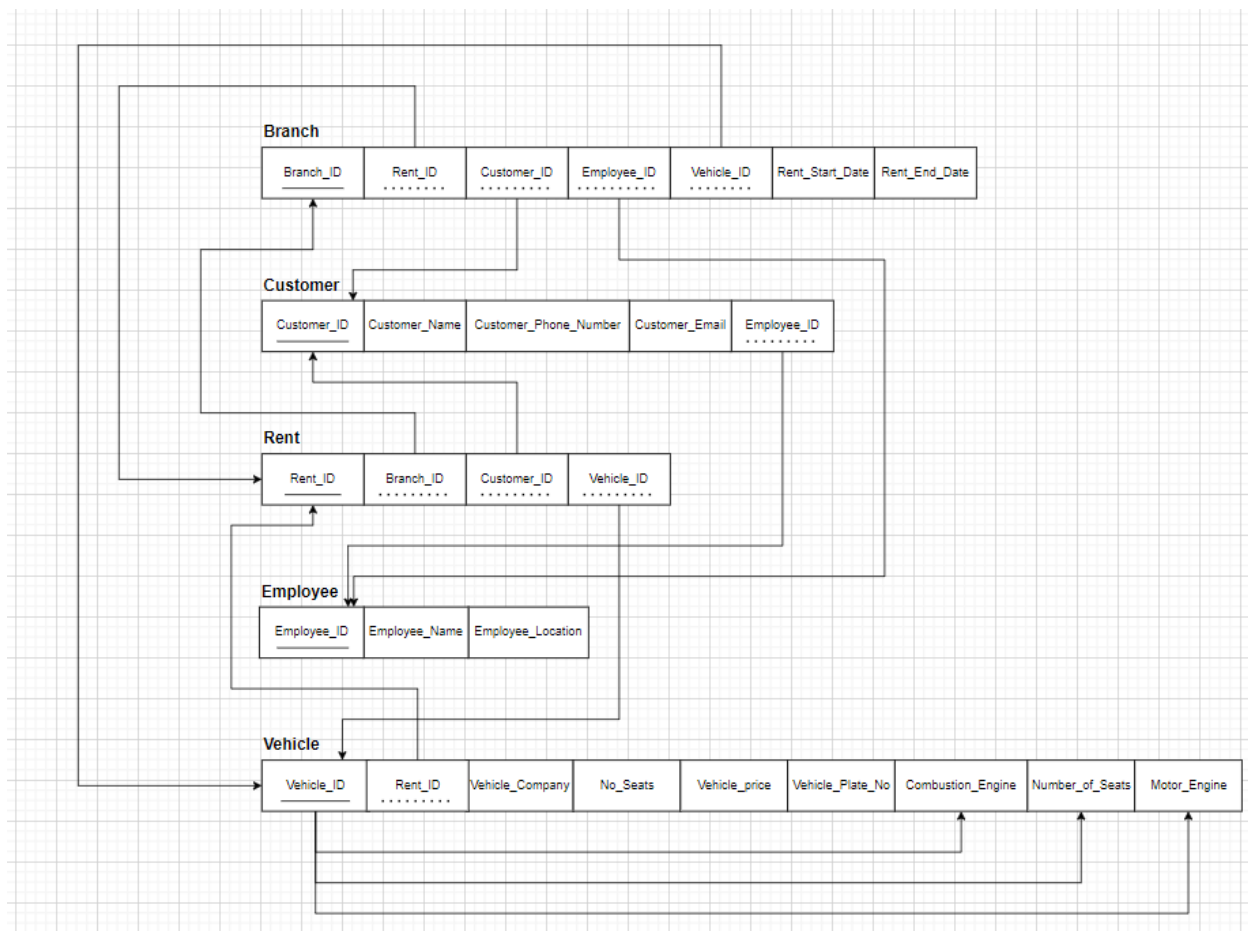 Branch
Branch_ID Rent_ID Customer_ID Employee_ID Vehicle_ID Rent_Start_Date Rent_End_Date
Customer
Customer_ID Customer_Name Customer_Phone_Number Customer_Email Employee_ID
Rent
Rent_ID Branch_ID Customer_ID Vehicle_ID
Employee
Employee_ID Employee_Name Employee_Location
Vehicle
Vehicle_ID Rent_ID Vehicle_Company No_Seats Vehicle_price Vehicle_Plate_No Combustion_Engine Number_of_Seats Motor_Engine